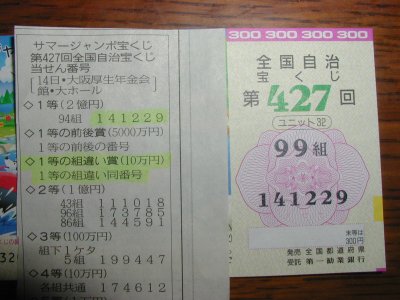 サマージャンボ宝くじ
第427回全国自治宝くじ
当せん番号
[14日・大阪厚生年金会
館・大ホール]
◇1等(2億円)
94組 141229
◇1等の前後賞(5000万円)
1等の前後の番号
◇1等の組違い賞(10万円)
1等の組違い同番号
◇2等(1億円)
43組 111018
96組 173785
86組 144591
◇3等(100万円)
組下1ケタ
5組 199447
◇4等(10万円)
各組共通 174612
300 300 300 300 300
全国自治
宝くじ
第427回
ユニット32
99組
141229
末等は
300円
発売 全国都道府県
受託 第一勧業銀行
320